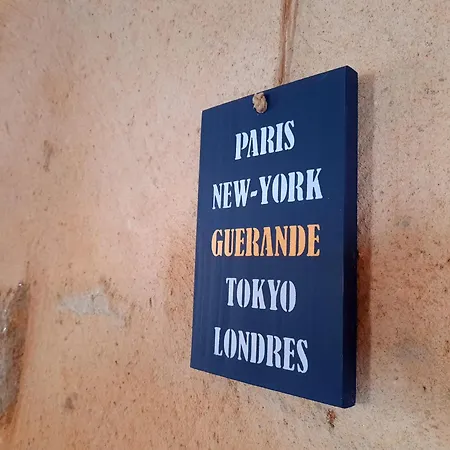 PARIS
NEW-YORK
GUERANDE
TOKYO
LONDRES